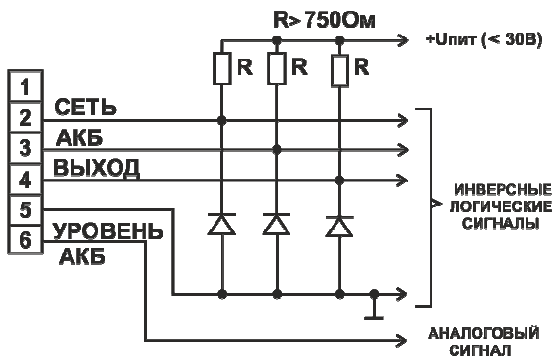 R>750Ом
+Uпит (< 30В)
R
R
R
1
2
СЕТЬ
3
АКБ
4
ВЫХОД
5
6
УРОВЕНЬ
АКБ
ИНВЕРСНЫЕ
ЛОГИЧЕСКИЕ
СИГНАЛЫ
АНАЛОГОВЫЙ
СИГНАЛ